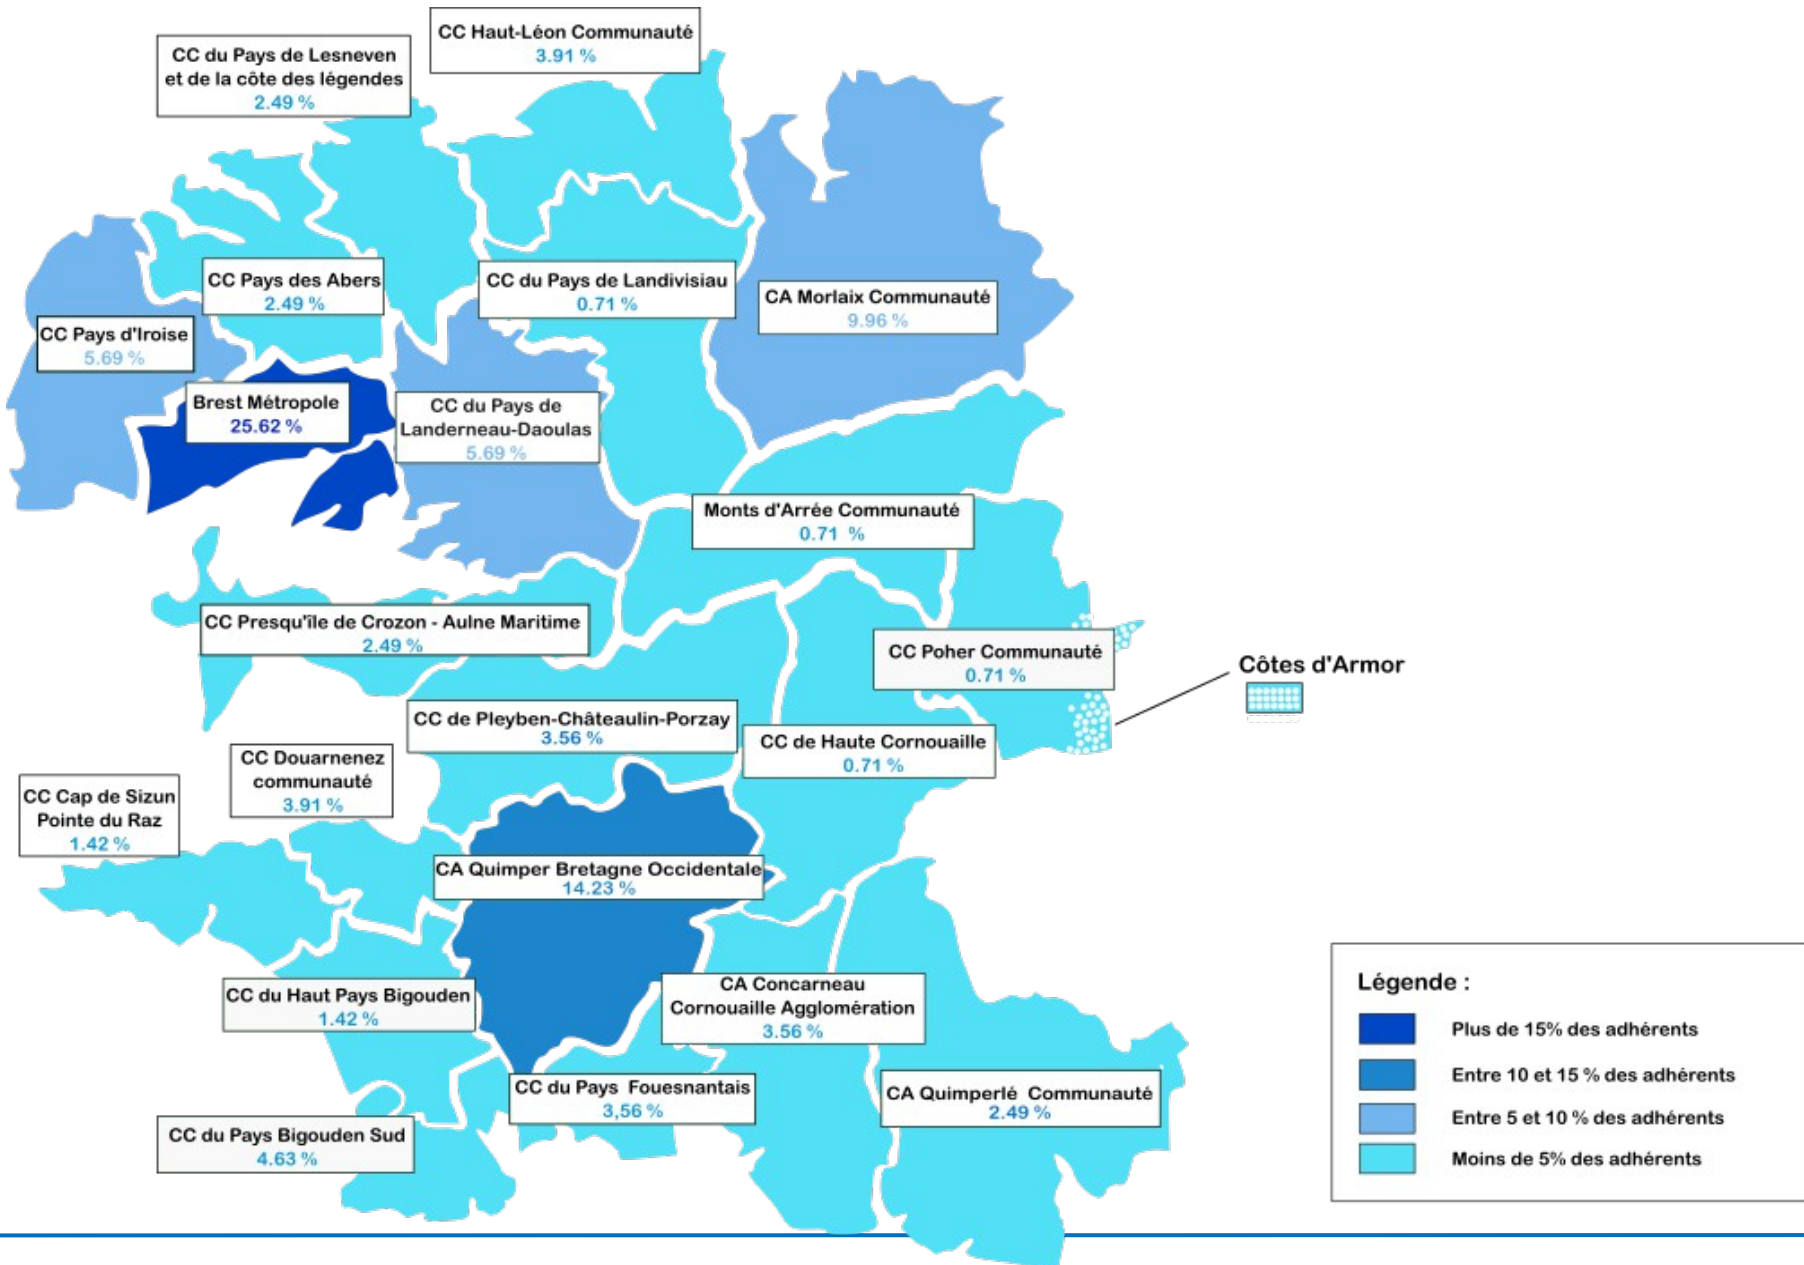 CC Haut-Léon Communauté
3.91 %
CC du Pays de Lesneven
et de la côte des légendes
2.49 %
CC Pays des Abers
2.49 %
CC du Pays de Landivisiau
0.71 %
CA Morlaix Communauté
9.96 %
CC Pays d'Iroise
5.69 %
Brest Métropole
25.62 %
CC du Pays de
Landerneau-Daoulas
5.69 %
Monts d'Arrée Communauté
0.71 %
CC Presqu'île de Crozon - Aulne Maritime
2.49 %
CC Poher Communauté
0.71 %
Côtes d'Armor
CC de Pleyben-Châteaulin-Porzay
3.56 %
CC de Haute Cornouaille
0.71 %
CC Douarnenez
communauté
3.91 %
CC Cap de Sizun
Pointe du Raz
1.42 %
CA Quimper Bretagne Occidentale
14.23 %
CC du Haut Pays Bigouden
1.42 %
CA Concarneau
Cornouaille Agglomération
3.56 %
CC du Pays Fouesnantais
3,56 %
CA Quimperlé Communauté
2.49 %
CC du Pays Bigouden Sud
4.63 %
Légende :
Plus de 15% des adhérents
Entre 10 et 15 % des adhérents
Entre 5 et 10 % des adhérents
Moins de 5% des adhérents